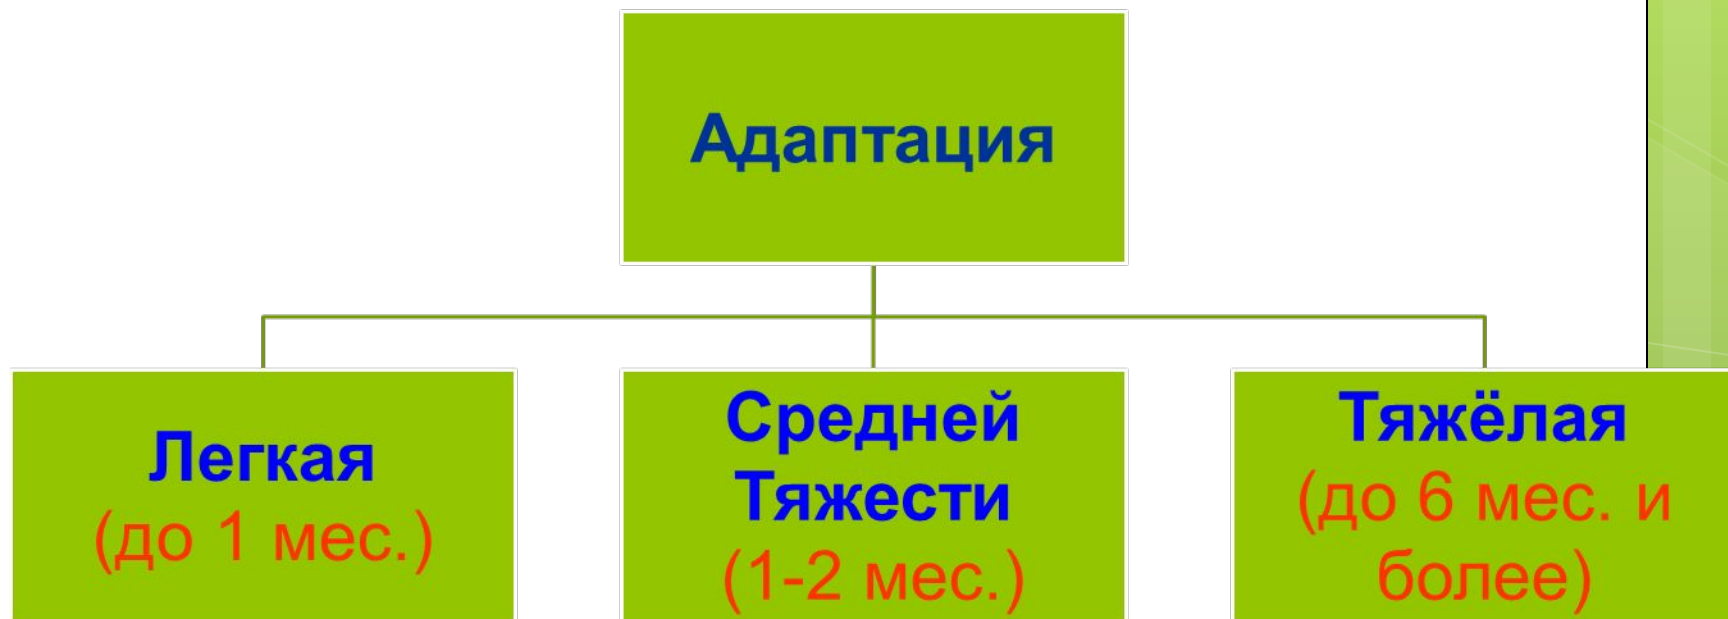 Адаптация
Легкая
(до 1 мес.)
Средней
Тяжести
(1-2 мес.)
Тяжёлая
(до 6 мес. и
более)